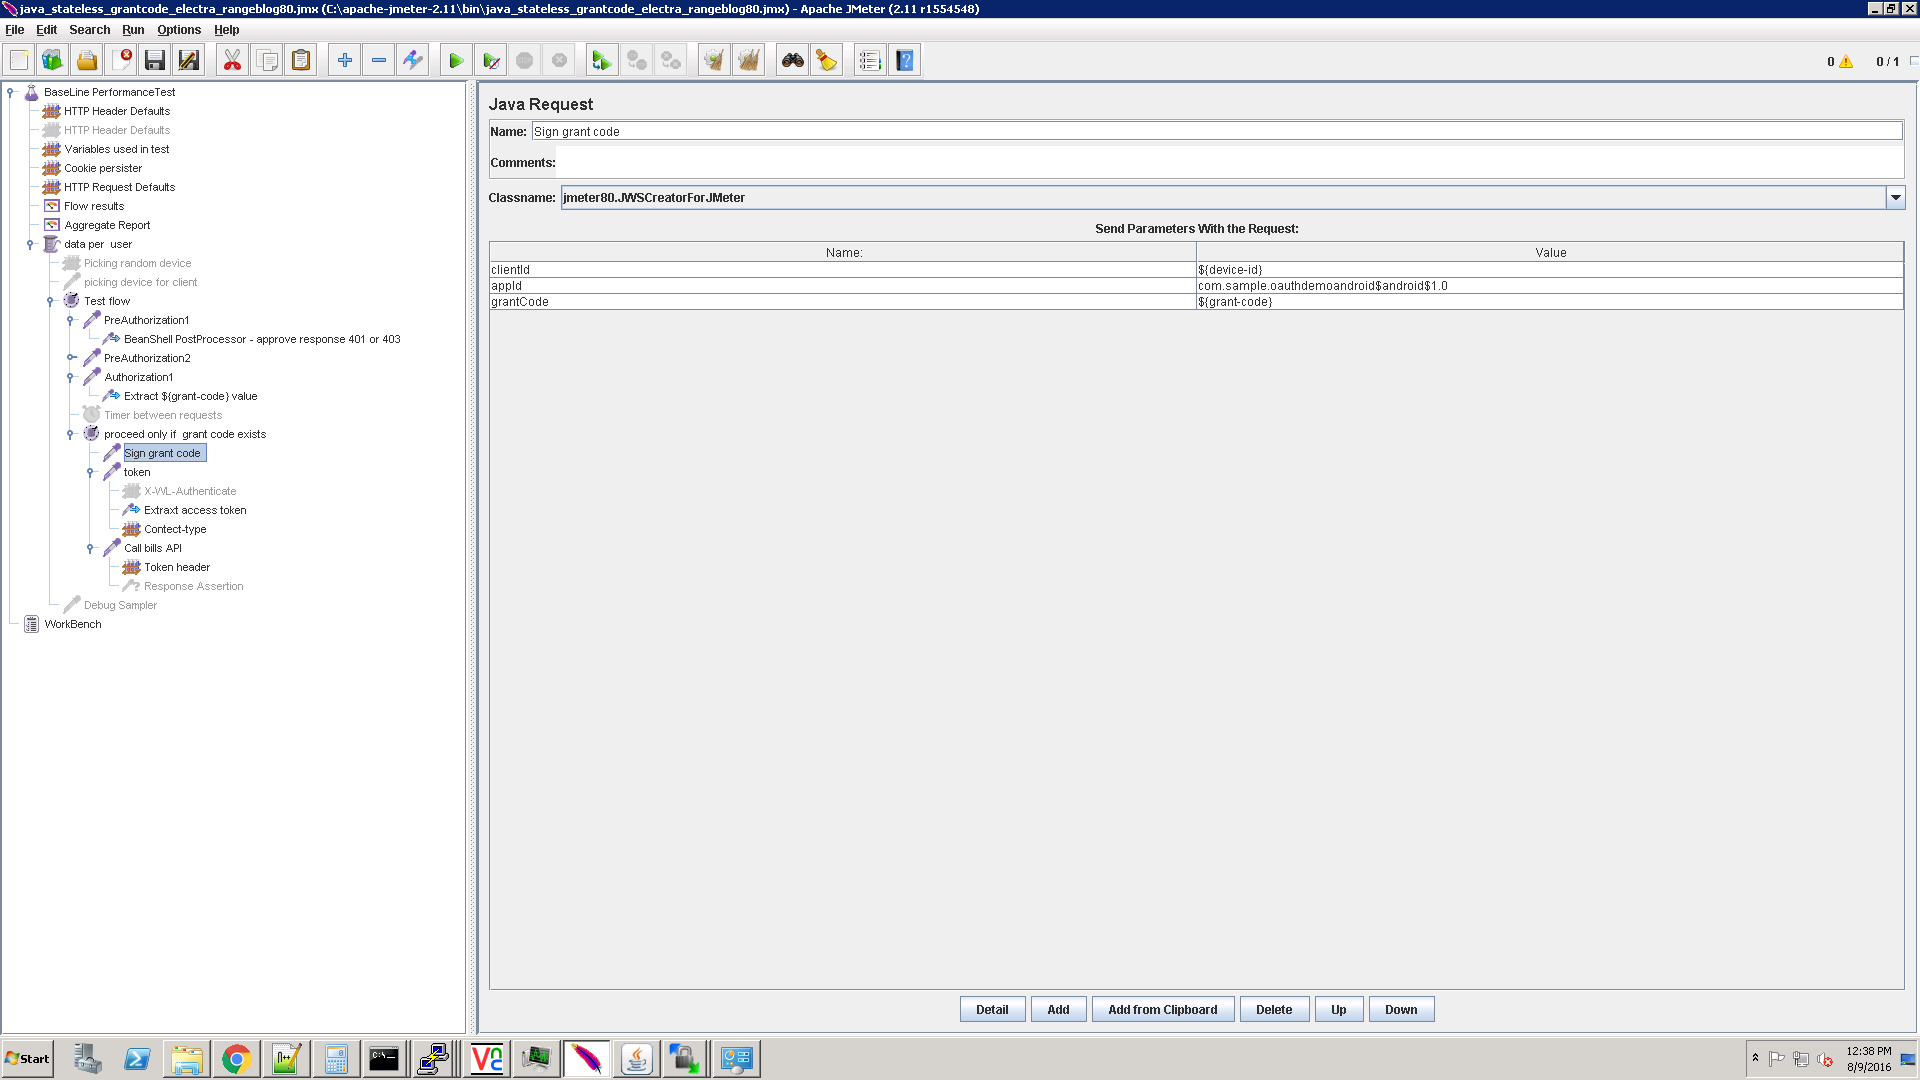 java_stateless_grantcode_electra_rangeblog80.jmx (C:\apache-jmeter-2.11\bin\java_stateless_grantcode_electra_rangeblog80.jmx) - Apache JMeter (2.11 r1554548)
File Edit Search Run Options Help
0 0 / 1
BaseLine PerformanceTest
HTTP Header Defaults
HTTP Header Defaults
Variables used in test
Cookie persister
HTTP Request Defaults
Flow results
Aggregate Report
data per user
Picking random device
picking device for client
Test flow
PreAuthorization1
BeanShell PostProcessor - approve response 401 or 403
PreAuthorization2
Authorization1
Extract ${grant-code} value
Timer between requests
proceed only if grant code exists
Sign grant code
token
X-WL-Authenticate
Extraxt access token
Contect-type
Call bills API
Token header
Response Assertion
Debug Sampler
WorkBench
Java Request
Name: Sign grant code
Comments:
Classname: jmeter80.JWSCreatorForJMeter
Send Parameters With the Request:
Name: Value
clientId ${device-id}
appId com.sample.oauthdemoandroid$android$1.0
grantCode ${grant-code}
Detail Add Add from Clipboard Delete Up Down
Start
12:38 PM
8/9/2016